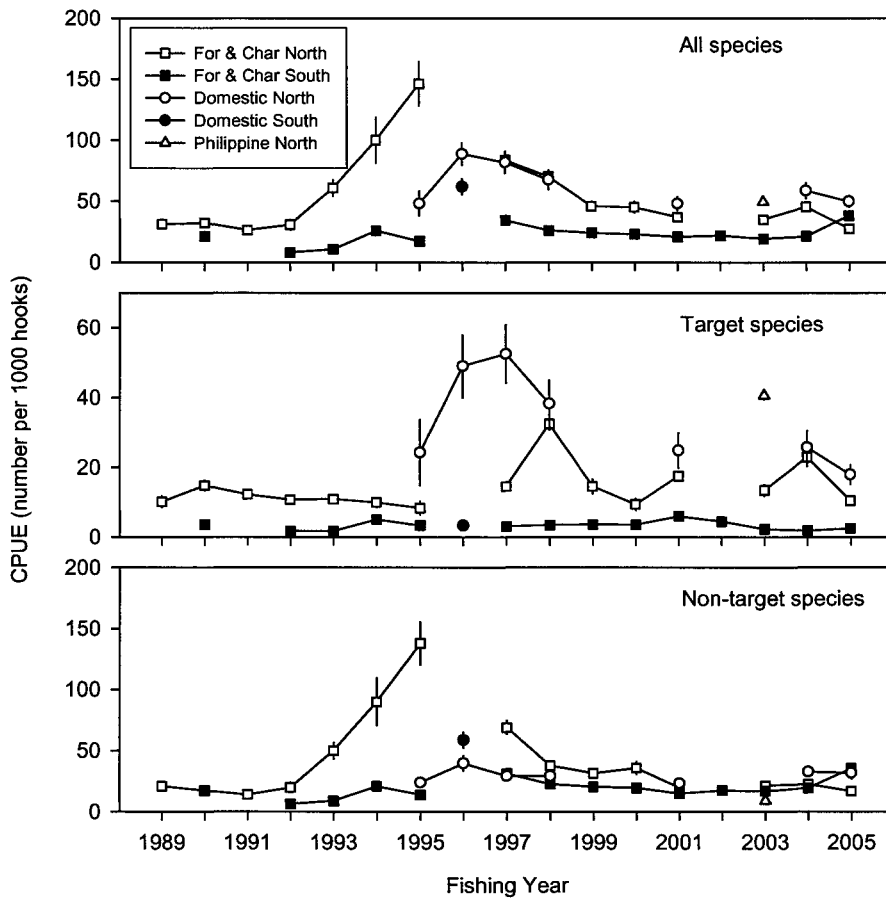 200
150
100
50
0
For & Char North
For & Char South
Domestic North
Domestic South
Philippine North
All species
60
40
20
0
Target species
CPUE (number per 1000 hooks)
200
150
100
50
0
Non-target species
1989 1991 1993 1995 1997 1999 2001 2003 2005
Fishing Year